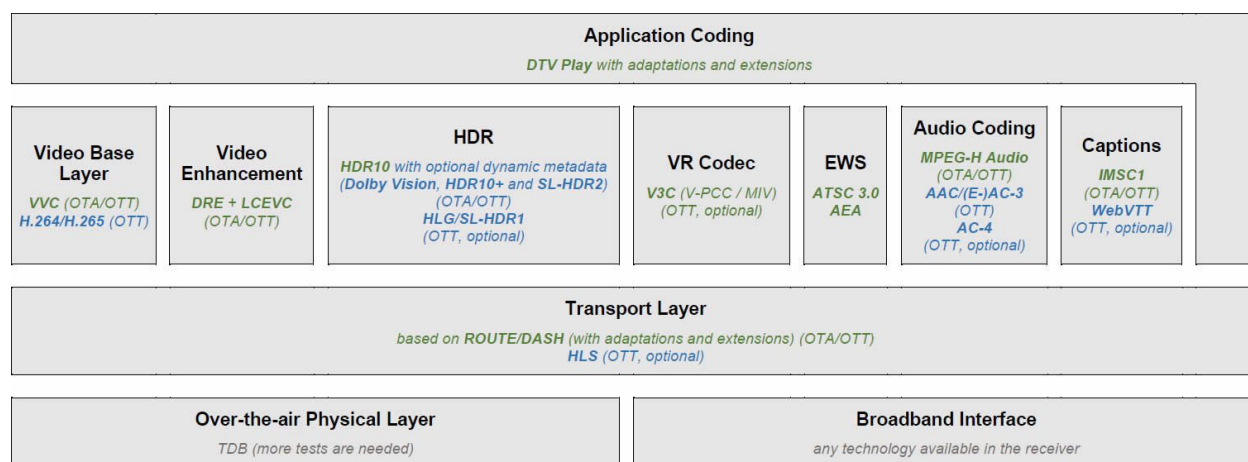 Application Coding
DTV Play with adaptations and extensions
Video Base
Layer
VVC (OTA/OTT)
H.264/H.265 (OTT)
Video
Enhancement
DRE + LCEVC
(OTA/OTT)
HDR
HDR10 with optional dynamic metadata
(Dolby Vision, HDR10+ and SL-HDR2)
(OTA/OTT)
HLG/SL-HDR1
(OTT, optional)
VR Codec
V3C (V-PCC / MIV)
(OTT, optional)
EWS
ATSC 3.0
AEA
Audio Coding
MPEG-H Audio
(OTA/OTT)
AAC/(E-)AC-3
(OTT)
AC-4
(OTT, optional)
Captions
IMSC1
(OTA/OTT)
WebVTT
(OTT, optional)
Transport Layer
based on ROUTE/DASH (with adaptations and extensions) (OTA/OTT)
HLS (OTT, optional)
Over-the-air Physical Layer
TDB (more tests are needed)
Broadband Interface
any technology available in the receiver